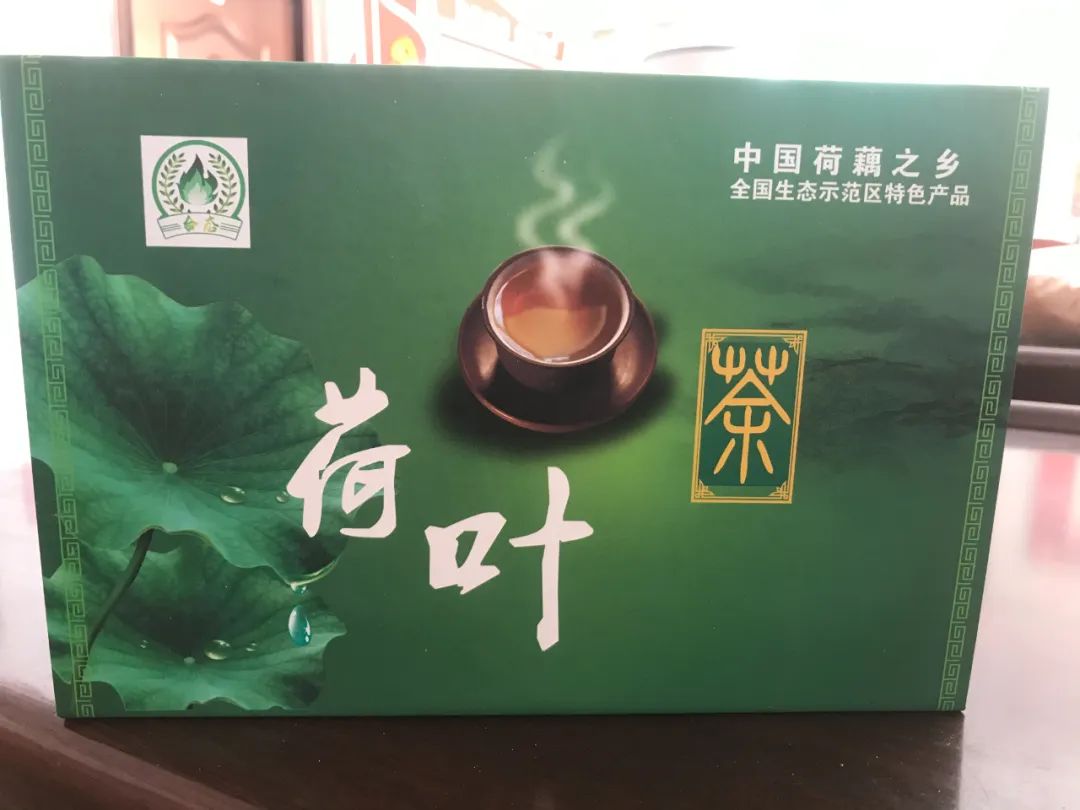 中国荷藕之乡
全国生态示范区特色产品
荷叶
茶